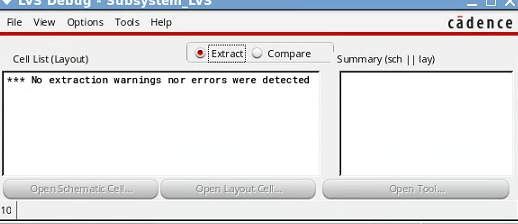 LVS Debug - Subsystem_LVS
File View Options Tools Help
cādence
Extract Compare
Cell List (Layout)
Summary (sch || lay)
*** No extraction warnings nor errors were detected
Open Schematic Cell...
Open Layout Cell...
Open Tool...
10